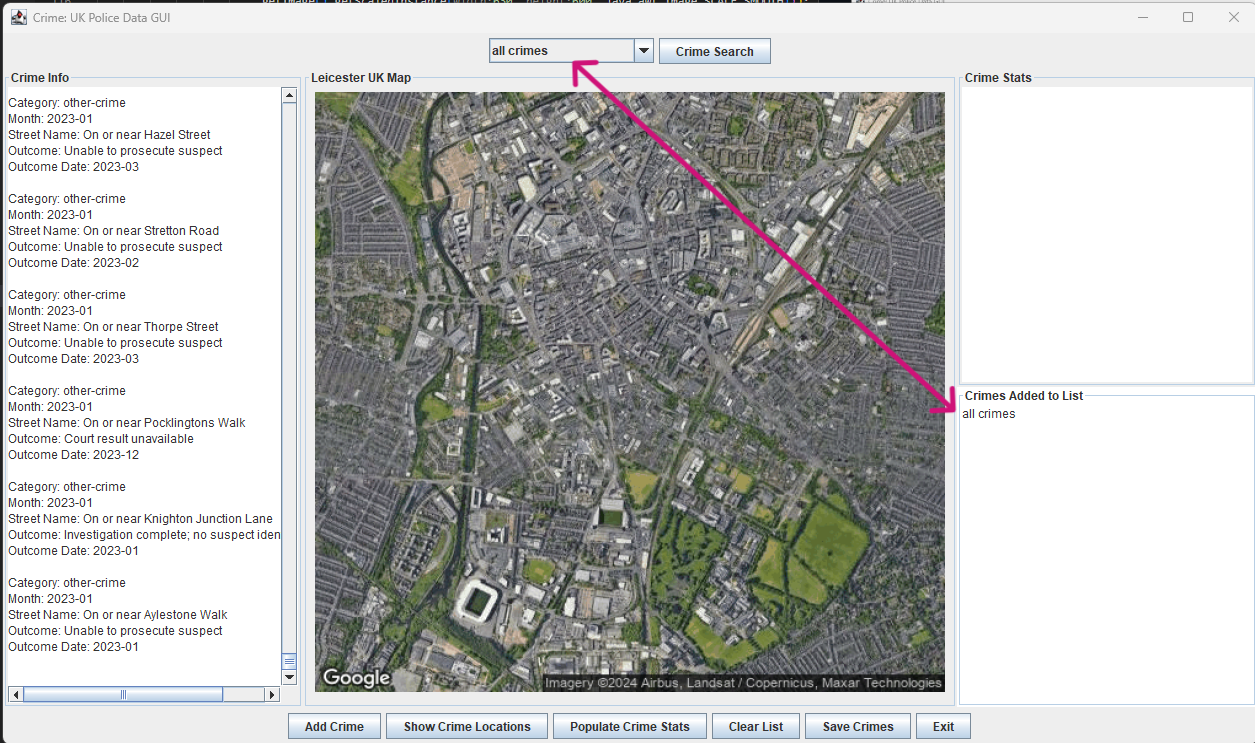 Crime: UK Police Data GUI
all crimes
Crime Search
Crime Info
Category: other-crime
Month: 2023-01
Street Name: On or near Hazel Street
Outcome: Unable to prosecute suspect
Outcome Date: 2023-03
Category: other-crime
Month: 2023-01
Street Name: On or near Stretton Road
Outcome: Unable to prosecute suspect
Outcome Date: 2023-02
Category: other-crime
Month: 2023-01
Street Name: On or near Thorpe Street
Outcome: Unable to prosecute suspect
Outcome Date: 2023-03
Category: other-crime
Month: 2023-01
Street Name: On or near Pocklingtons Walk
Outcome: Court result unavailable
Outcome Date: 2023-12
Category: other-crime
Month: 2023-01
Street Name: On or near Knighton Junction Lane
Outcome: Investigation complete; no suspect iden
Outcome Date: 2023-01
Category: other-crime
Month: 2023-01
Street Name: On or near Aylestone Walk
Outcome: Unable to prosecute suspect
Outcome Date: 2023-01
Leicester UK Map
Google
Imagery ©2024 Airbus, Landsat / Copernicus, Maxar Technologies
Crime Stats
Crimes Added to List
all crimes
Add Crime
Show Crime Locations
Populate Crime Stats
Clear List
Save Crimes
Exit